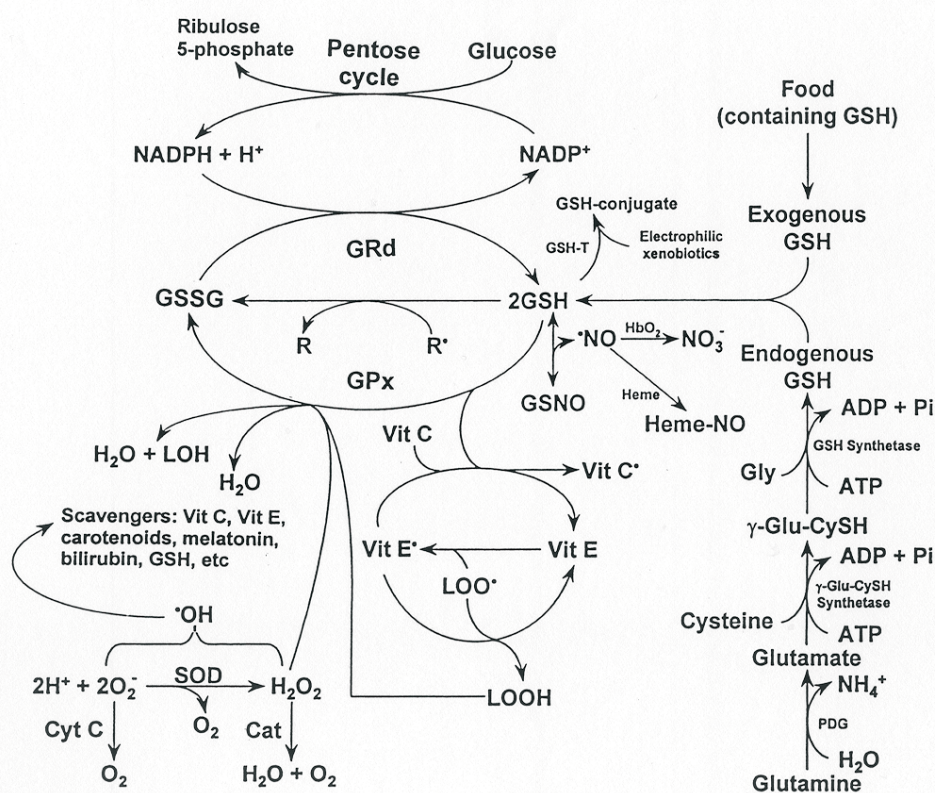 Ribulose
5-phosphate
Pentose
cycle
Glucose
NADPH + H⁺
NADP⁺
Food
(containing GSH)
GSH-conjugate
GSH-T
Electrophilic
xenobiotics
Exogenous
GSH
GRd
GSSG
2GSH
R
R•
•NO
HbO₂
NO₃⁻
GPx
GSNO
Heme
Heme-NO
Endogenous
GSH
ADP + Pi
GSH Synthetase
Gly
ATP
H₂O + LOH
H₂O
Vit C
Vit C•
Scavengers: Vit C, Vit E,
carotenoids, melatonin,
bilirubin, GSH, etc
Vit E•
Vit E
LOO•
γ-Glu-CySH
ADP + Pi
γ-Glu-CySH
Synthetase
Cysteine
ATP
Glutamate
•OH
2H⁺ + 2O₂⁻
SOD
H₂O₂
O₂
LOOH
Cyt C
Cat
O₂
H₂O + O₂
NH₄⁺
PDG
H₂O
Glutamine